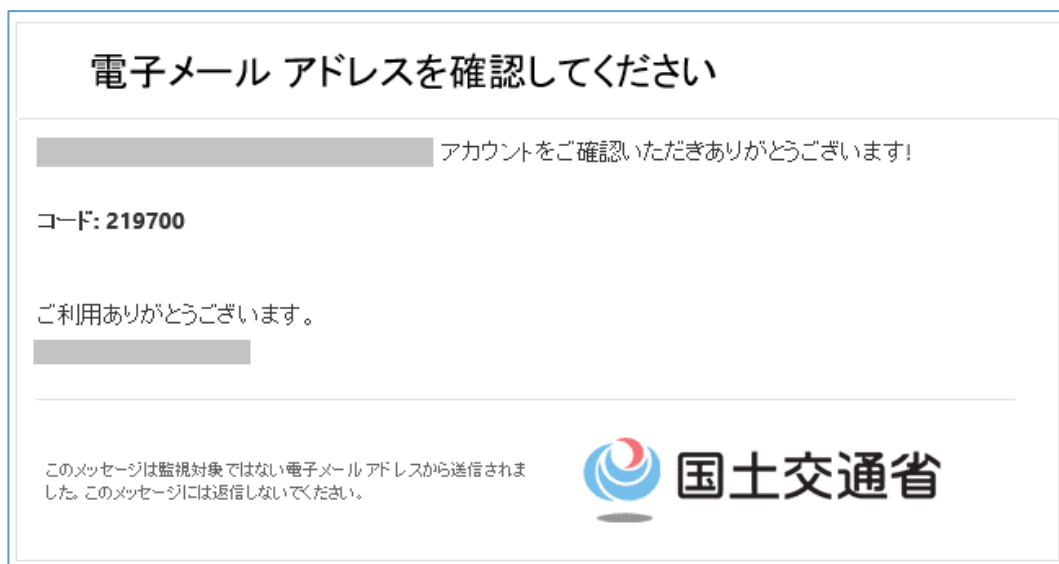 電子メール アドレスを確認してください
アカウントをご確認いただきありがとうございます!
コード: 219700
ご利用ありがとうございます。
このメッセージは監視対象ではない電子メール アドレスから送信されま
した。このメッセージには返信しないでください。
国土交通省